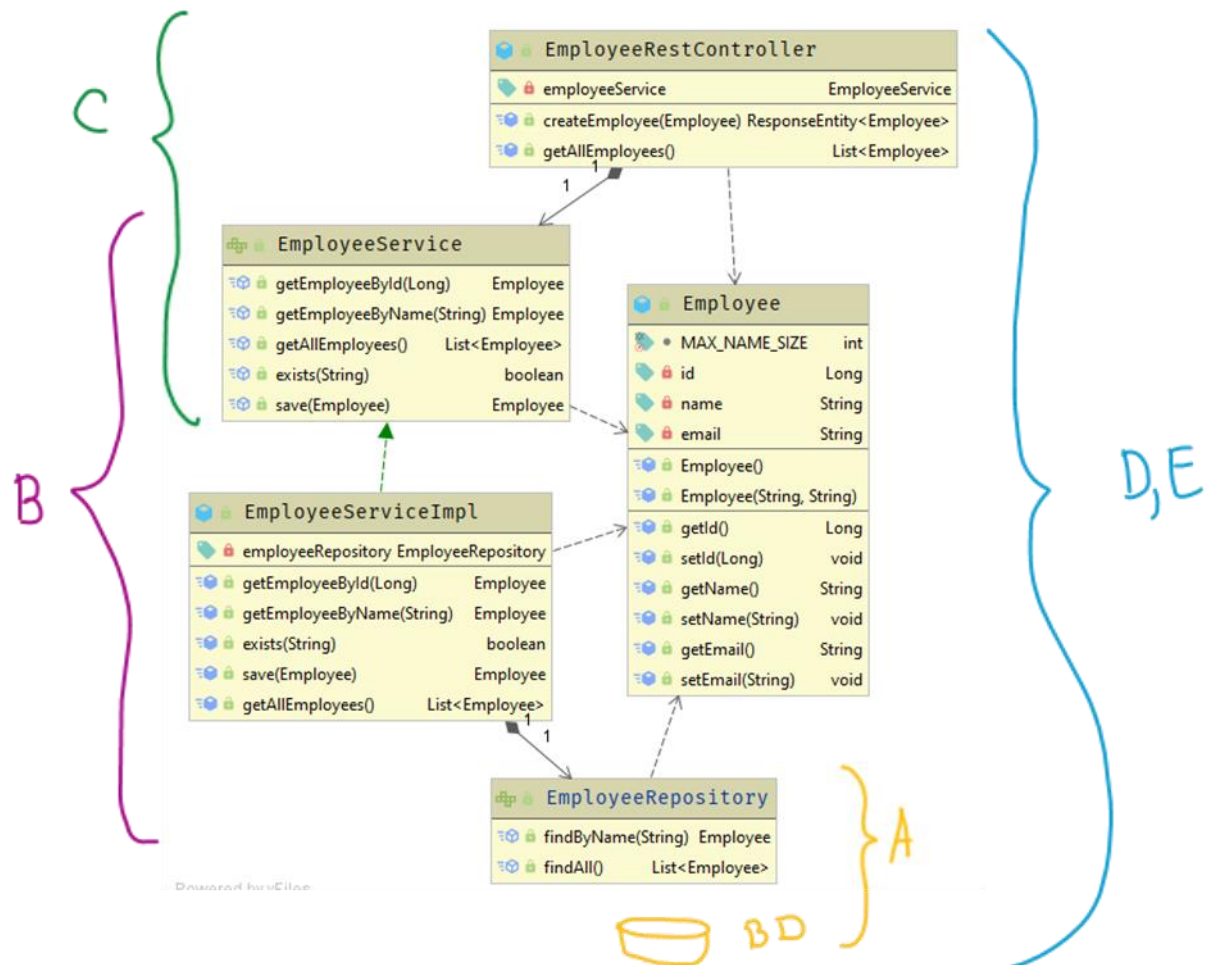 C
EmployeeRestController
employeeService EmployeeService
createEmployee(Employee) ResponseEntity<Employee>
getAllEmployees() List<Employee>
1
1
EmployeeService
getEmployeeById(Long) Employee
getEmployeeByName(String) Employee
getAllEmployees() List<Employee>
exists(String) boolean
save(Employee) Employee
Employee
MAX_NAME_SIZE int
id Long
name String
email String
Employee()
Employee(String, String)
getId() Long
setId(Long) void
getName() String
setName(String) void
getEmail() String
setEmail(String) void
D,E
B
EmployeeServiceImpl
employeeRepository EmployeeRepository
getEmployeeById(Long) Employee
getEmployeeByName(String) Employee
exists(String) boolean
save(Employee) Employee
getAllEmployees() List<Employee>
1
1
EmployeeRepository
findByName(String) Employee
findAll() List<Employee>
A
Powered by yFiles
BD